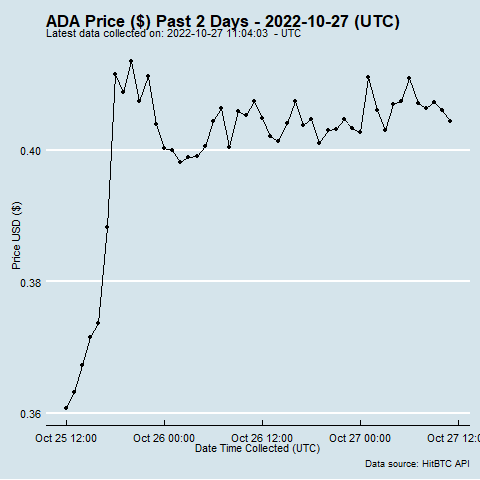 ADA Price ($) Past 2 Days - 2022-10-27 (UTC)
Latest data collected on: 2022-10-27 11:04:03 - UTC
Price USD ($)
0.40
0.38
0.36
Oct 25 12:00 Oct 26 00:00 Oct 26 12:00 Oct 27 00:00 Oct 27 12:0
Date Time Collected (UTC)
Data source: HitBTC API